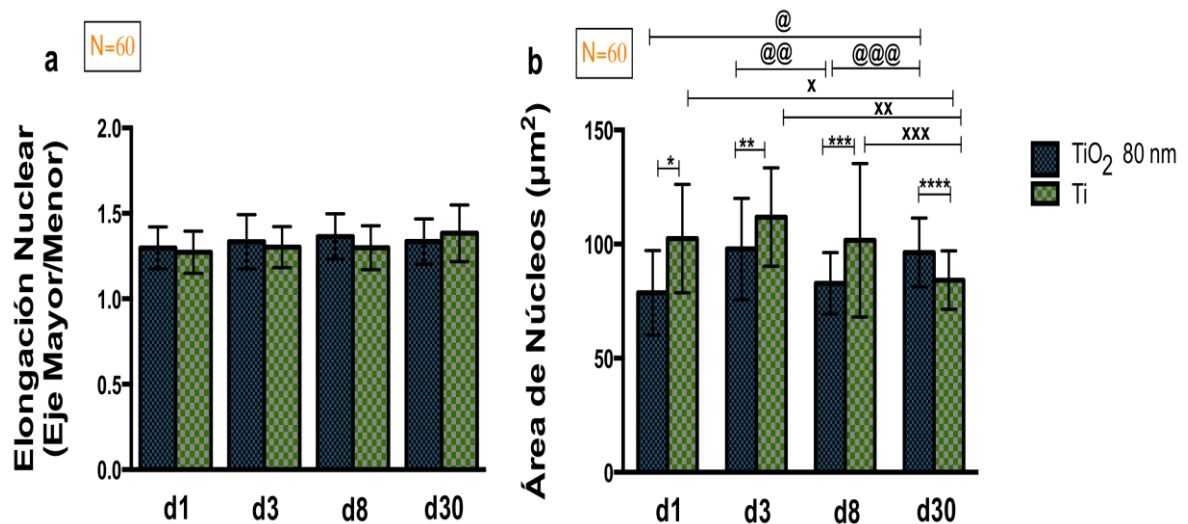 a
N=60
Elongación Nuclear
(Eje Mayor/Menor)
2.0
1.5
1.0
0.5
0.0
d1
d3
d8
d30
b
N=60
@
@@
@@@
x
xx
xxx
Área de Núcleos (µm²)
150
100
50
0
*
**
***
****
d1
d3
d8
d30
TiO₂ 80 nm
Ti